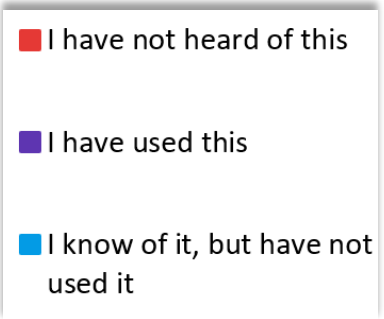 I have not heard of this
I have used this
I know of it, but have not
used it